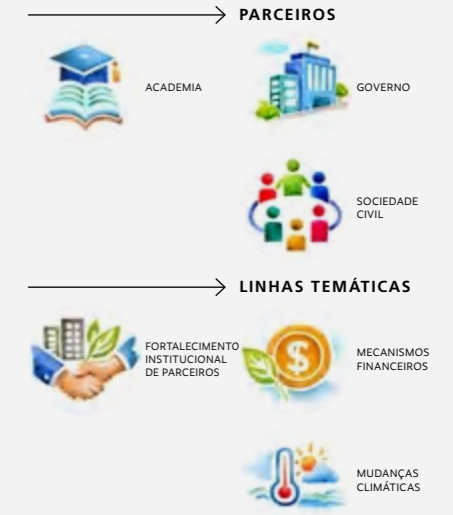 PARCEIROS
ACADEMIA
GOVERNO
SOCIEDADE
CIVIL
LINHAS TEMÁTICAS
FORTALECIMENTO
INSTITUCIONAL
DE PARCEIROS
MECANISMOS
FINANCEIROS
MUDANÇAS
CLIMÁTICAS